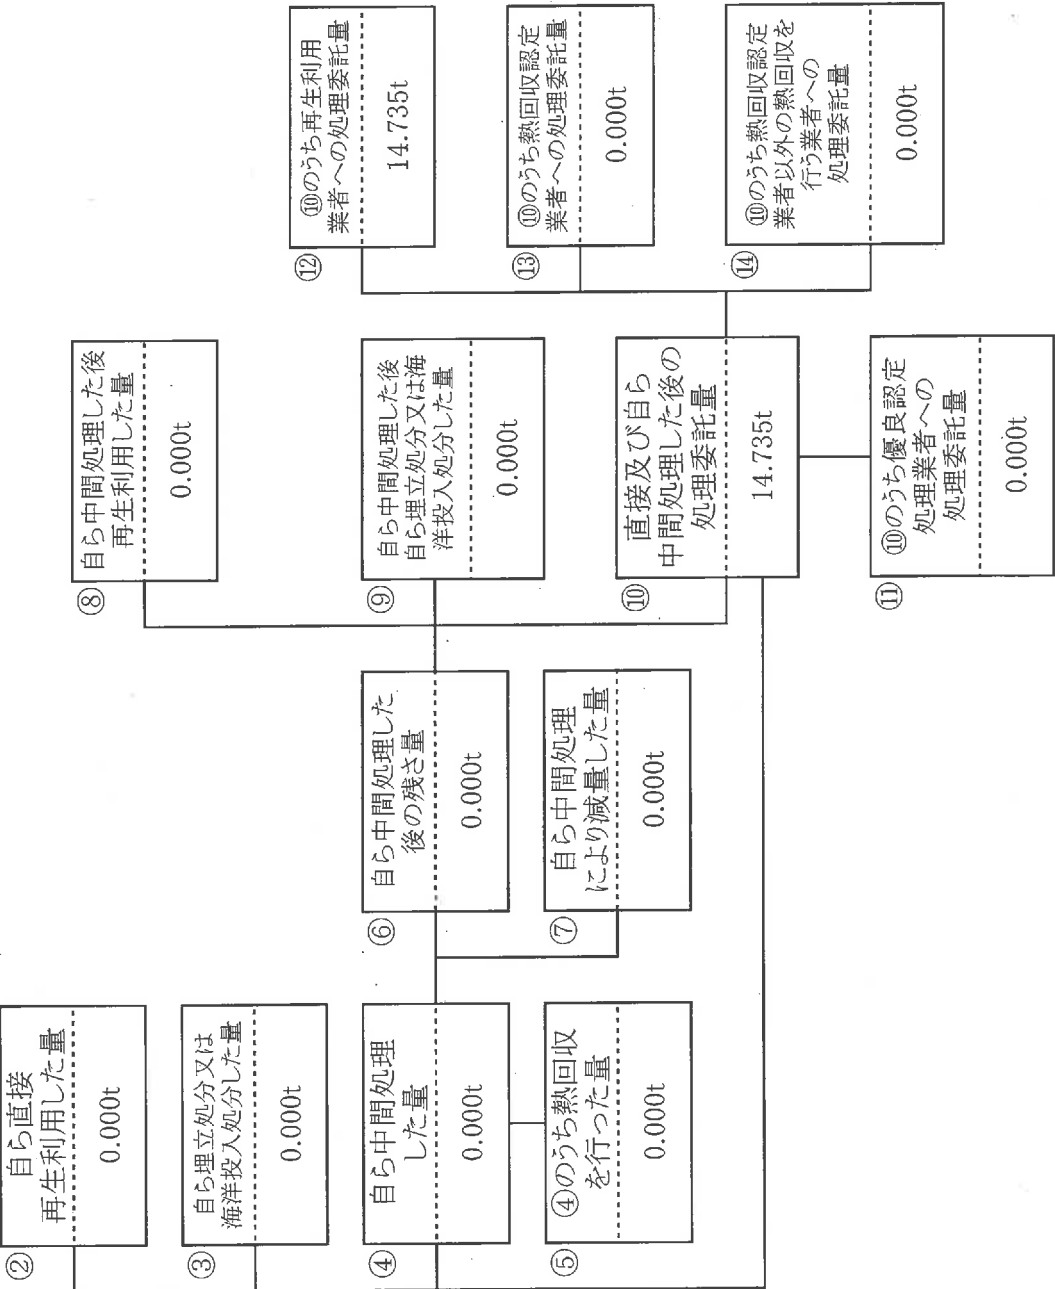 ②
自ら直接
再生利用した量
0.000t
③
自ら埋立処分又は
海洋投入処分した量
0.000t
④
自ら中間処理
した量
0.000t
⑤
④のうち熱回収
を行った量
0.000t
⑥
自ら中間処理した
後の残さ量
0.000t
⑦
自ら中間処理
により減量した量
0.000t
⑧
自ら中間処理した後
再生利用した量
0.000t
⑨
自ら中間処理した後
自ら埋立処分又は海
洋投入処分した量
0.000t
⑩
直接及び自ら
中間処理した後の
処理委託量
14.735t
⑪
⑩のうち優良認定
処理業者への
処理委託量
0.000t
⑫
⑩のうち再生利用
業者への処理委託量
14.735t
⑬
⑩のうち熱回収認定
業者への処理委託量
0.000t
⑭
⑩のうち熱回収認定
業者以外の熱回収を
行う業者への
処理委託量
0.000t